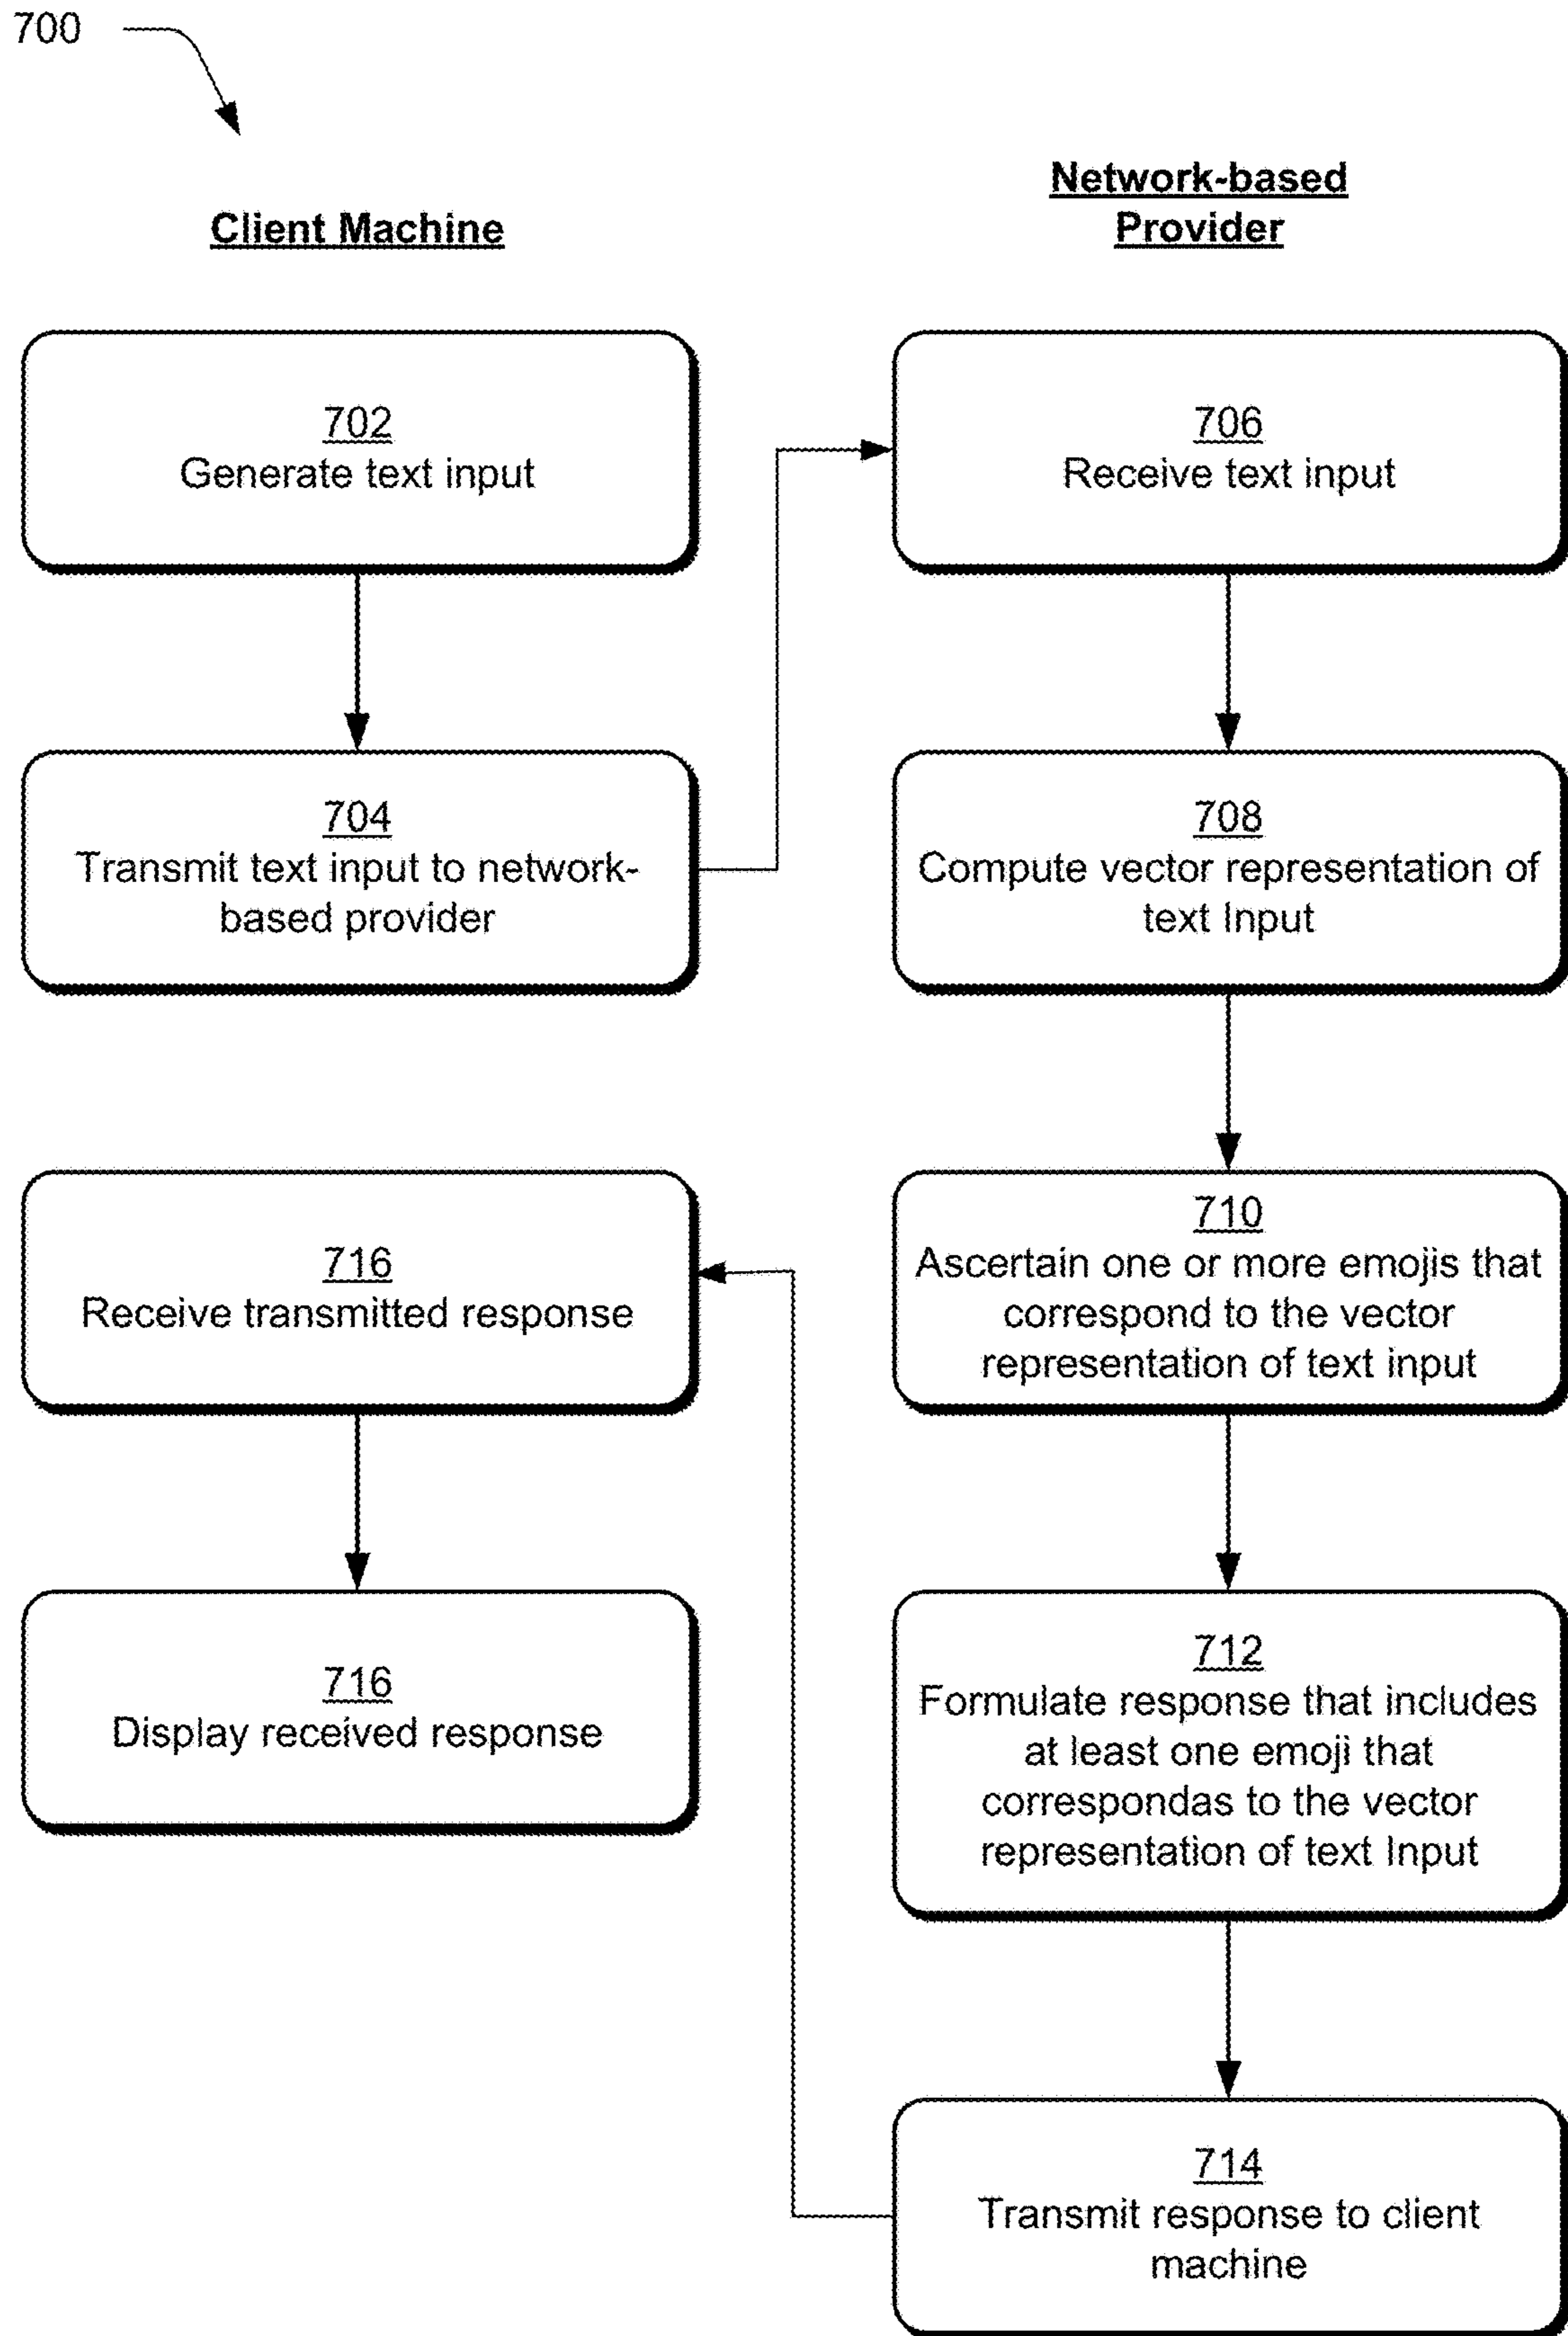 700
Client Machine
Network-based
Provider
702
Generate text input
704
Transmit text input to network-
based provider
706
Receive text input
708
Compute vector representation of
text Input
710
Ascertain one or more emojis that
correspond to the vector
representation of text input
712
Formulate response that includes
at least one emoji that
correspondas to the vector
representation of text Input
714
Transmit response to client
machine
716
Receive transmitted response
716
Display received response